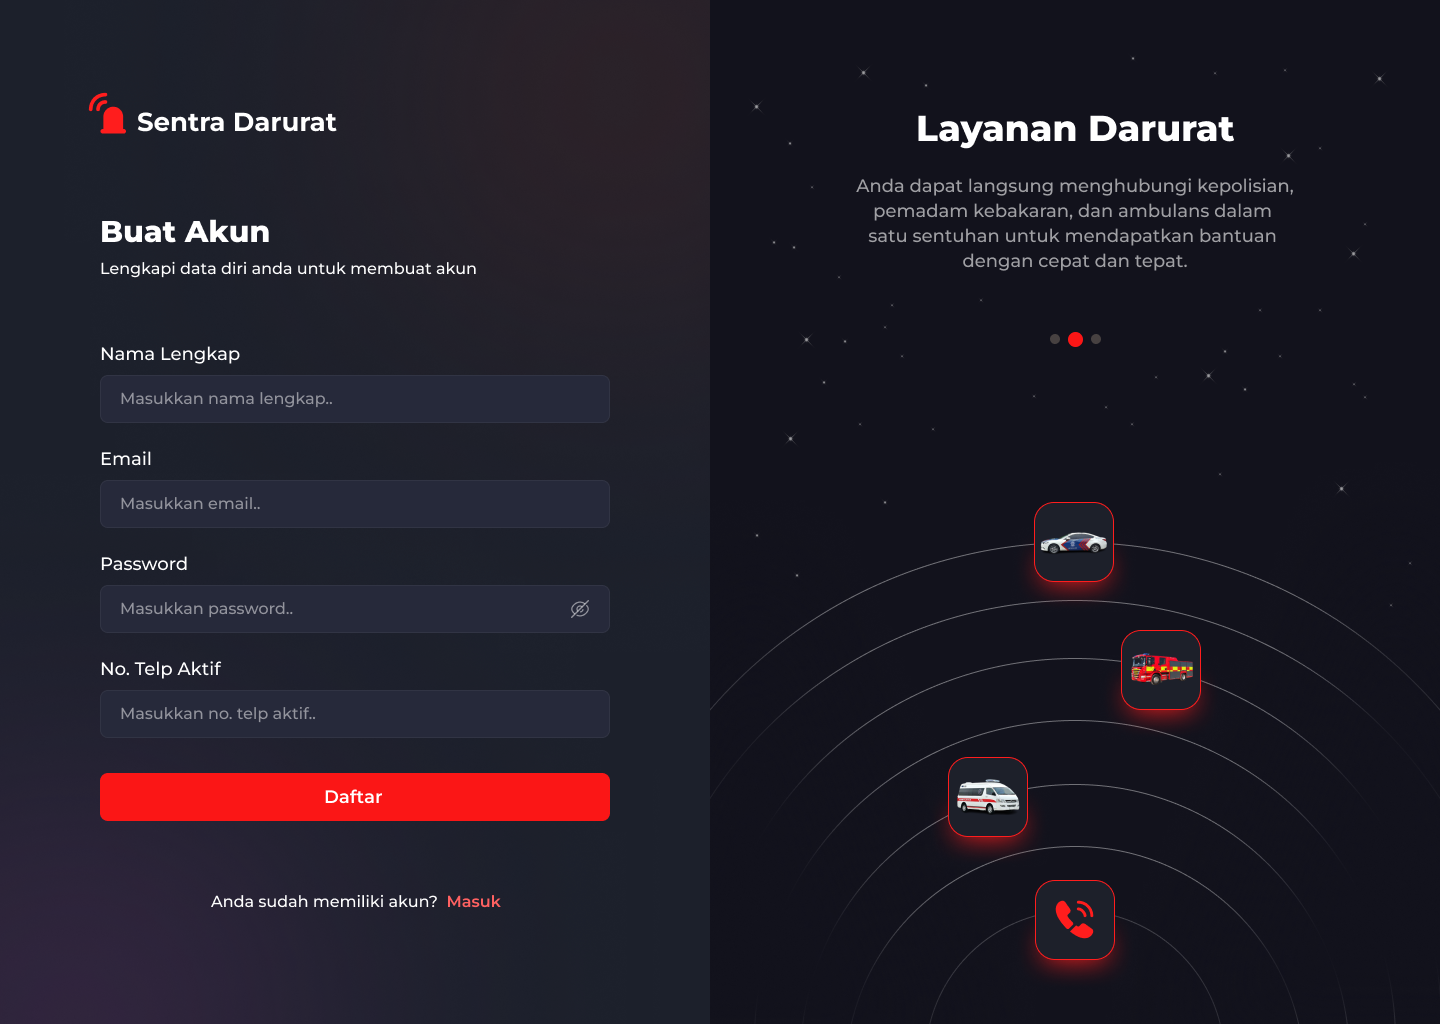 Sentra Darurat
Buat Akun
Lengkapi data diri anda untuk membuat akun
Nama Lengkap
Masukkan nama lengkap..
Email
Masukkan email..
Password
Masukkan password..
No. Telp Aktif
Masukkan no. telp aktif..
Daftar
Anda sudah memiliki akun? Masuk
Layanan Darurat
Anda dapat langsung menghubungi kepolisian,
pemadam kebakaran, dan ambulans dalam
satu sentuhan untuk mendapatkan bantuan
dengan cepat dan tepat.